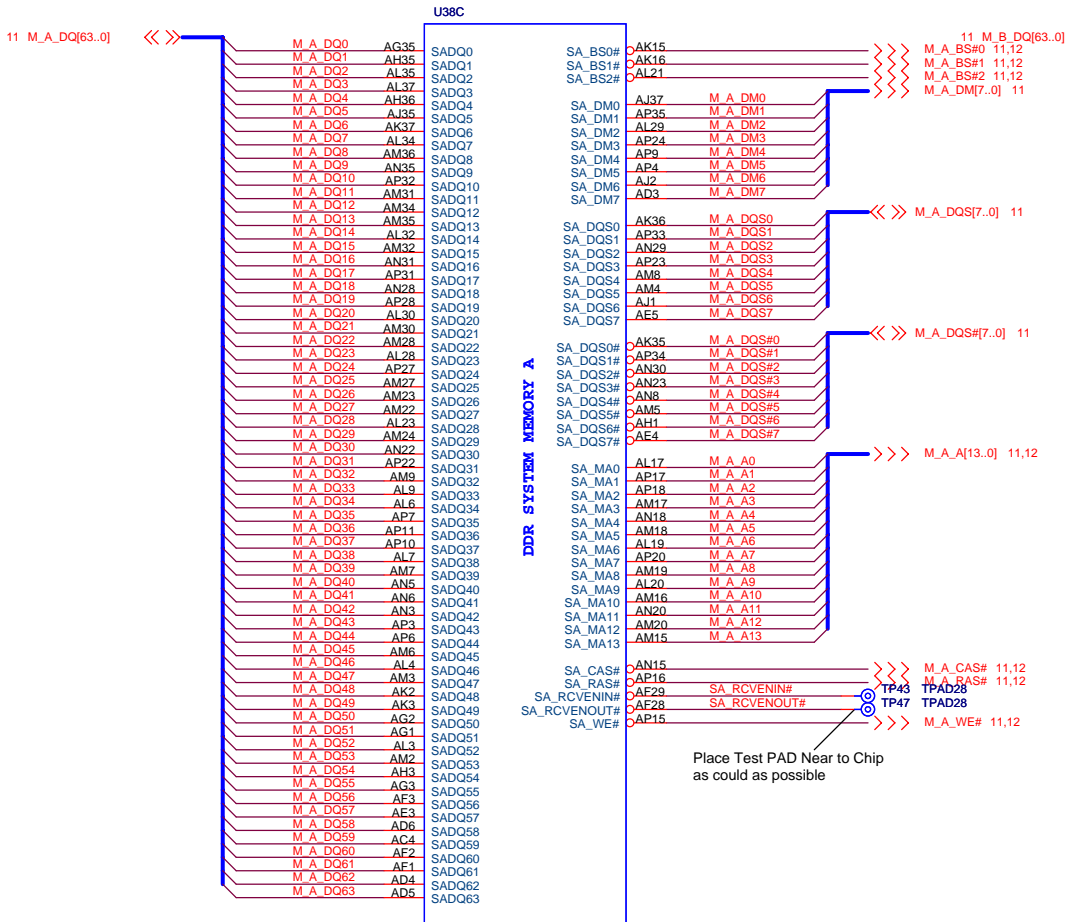 U38C
11 M_A_DQ[63..0]
11 M_B_DQ[63..0]
M_A_DQ0 AG35 SADQ0
M_A_DQ1 AH35 SADQ1
M_A_DQ2 AL35 SADQ2
M_A_DQ3 AL37 SADQ3
M_A_DQ4 AH36 SADQ4
M_A_DQ5 AJ35 SADQ5
M_A_DQ6 AK37 SADQ6
M_A_DQ7 AL34 SADQ7
M_A_DQ8 AM36 SADQ8
M_A_DQ9 AN35 SADQ9
M_A_DQ10 AP32 SADQ10
M_A_DQ11 AM31 SADQ11
M_A_DQ12 AM34 SADQ12
M_A_DQ13 AM35 SADQ13
M_A_DQ14 AL32 SADQ14
M_A_DQ15 AM32 SADQ15
M_A_DQ16 AN31 SADQ16
M_A_DQ17 AP31 SADQ17
M_A_DQ18 AN28 SADQ18
M_A_DQ19 AP28 SADQ19
M_A_DQ20 AL30 SADQ20
M_A_DQ21 AM30 SADQ21
M_A_DQ22 AM28 SADQ22
M_A_DQ23 AL28 SADQ23
M_A_DQ24 AP27 SADQ24
M_A_DQ25 AM27 SADQ25
M_A_DQ26 AM23 SADQ26
M_A_DQ27 AM22 SADQ27
M_A_DQ28 AL23 SADQ28
M_A_DQ29 AM24 SADQ29
M_A_DQ30 AN22 SADQ30
M_A_DQ31 AP22 SADQ31
M_A_DQ32 AM9 SADQ32
M_A_DQ33 AL9 SADQ33
M_A_DQ34 AL6 SADQ34
M_A_DQ35 AP7 SADQ35
M_A_DQ36 AP11 SADQ36
M_A_DQ37 AP10 SADQ37
M_A_DQ38 AL7 SADQ38
M_A_DQ39 AM7 SADQ39
M_A_DQ40 AN5 SADQ40
M_A_DQ41 AN6 SADQ41
M_A_DQ42 AN3 SADQ42
M_A_DQ43 AP3 SADQ43
M_A_DQ44 AP6 SADQ44
M_A_DQ45 AM6 SADQ45
M_A_DQ46 AL4 SADQ46
M_A_DQ47 AM3 SADQ47
M_A_DQ48 AK2 SADQ48
M_A_DQ49 AK3 SADQ49
M_A_DQ50 AG2 SADQ50
M_A_DQ51 AG1 SADQ51
M_A_DQ52 AL3 SADQ52
M_A_DQ53 AM2 SADQ53
M_A_DQ54 AH3 SADQ54
M_A_DQ55 AG3 SADQ55
M_A_DQ56 AF3 SADQ56
M_A_DQ57 AE3 SADQ57
M_A_DQ58 AD6 SADQ58
M_A_DQ59 AC4 SADQ59
M_A_DQ60 AF2 SADQ60
M_A_DQ61 AF1 SADQ61
M_A_DQ62 AD4 SADQ62
M_A_DQ63 AD5 SADQ63
DDR SYSTEM MEMORY A
SA_BS0# AK15 M_A_BS#0 11,12
SA_BS1# AK16 M_A_BS#1 11,12
SA_BS2# AL21 M_A_BS#2 11,12
M_A_DM[7..0] 11
SA_DM0 AJ37 M_A_DM0
SA_DM1 AP35 M_A_DM1
SA_DM2 AL29 M_A_DM2
SA_DM3 AP24 M_A_DM3
SA_DM4 AP9 M_A_DM4
SA_DM5 AP4 M_A_DM5
SA_DM6 AJ2 M_A_DM6
SA_DM7 AD3 M_A_DM7
M_A_DQS[7..0] 11
SA_DQS0 AK36 M_A_DQS0
SA_DQS1 AP33 M_A_DQS1
SA_DQS2 AN29 M_A_DQS2
SA_DQS3 AP23 M_A_DQS3
SA_DQS4 AM8 M_A_DQS4
SA_DQS5 AM4 M_A_DQS5
SA_DQS6 AJ1 M_A_DQS6
SA_DQS7 AE5 M_A_DQS7
M_A_DQS#[7..0] 11
SA_DQS0# AK35 M_A_DQS#0
SA_DQS1# AP34 M_A_DQS#1
SA_DQS2# AN30 M_A_DQS#2
SA_DQS3# AN23 M_A_DQS#3
SA_DQS4# AN8 M_A_DQS#4
SA_DQS5# AM5 M_A_DQS#5
SA_DQS6# AH1 M_A_DQS#6
SA_DQS7# AE4 M_A_DQS#7
M_A_A[13..0] 11,12
SA_MA0 AL17 M_A_A0
SA_MA1 AP17 M_A_A1
SA_MA2 AP18 M_A_A2
SA_MA3 AM17 M_A_A3
SA_MA4 AN18 M_A_A4
SA_MA5 AM18 M_A_A5
SA_MA6 AL19 M_A_A6
SA_MA7 AP20 M_A_A7
SA_MA8 AM19 M_A_A8
SA_MA9 AL20 M_A_A9
SA_MA10 AM16 M_A_A10
SA_MA11 AN20 M_A_A11
SA_MA12 AM20 M_A_A12
SA_MA13 AM15 M_A_A13
SA_CAS# AN15 M_A_CAS# 11,12
SA_RAS# AP16 M_A_RAS# 11,12
SA_RCVENIN# AF29 SA_RCVENIN# TP43 TPAD28
SA_RCVENOUT# AF28 SA_RCVENOUT# TP47 TPAD28
SA_WE# AP15 M_A_WE# 11,12
Place Test PAD Near to Chip
as could as possible